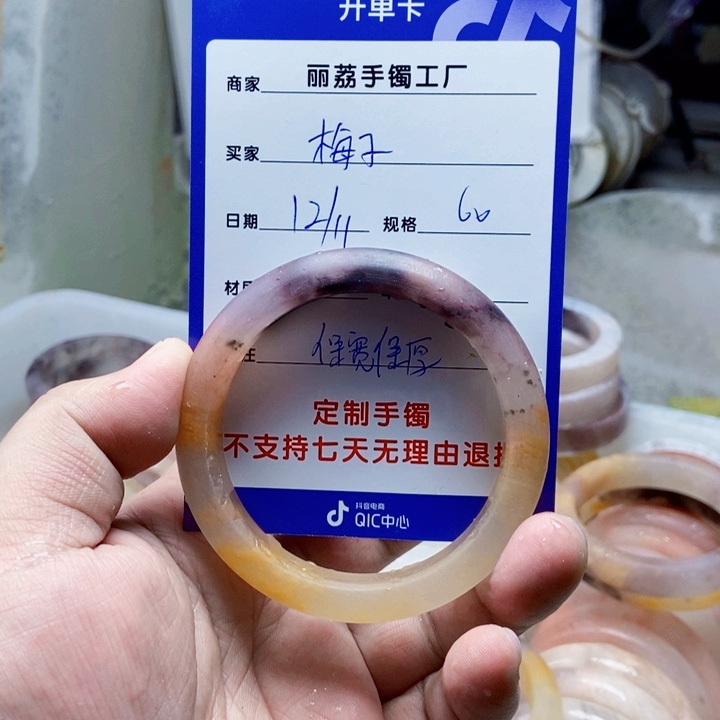 开单卡
商家 丽荔手镯工厂
买家 梅子
日期 12/11 规格 60
材
保宽保厚
定制手镯
不支持七天无理由退
抖音电商
QIC中心